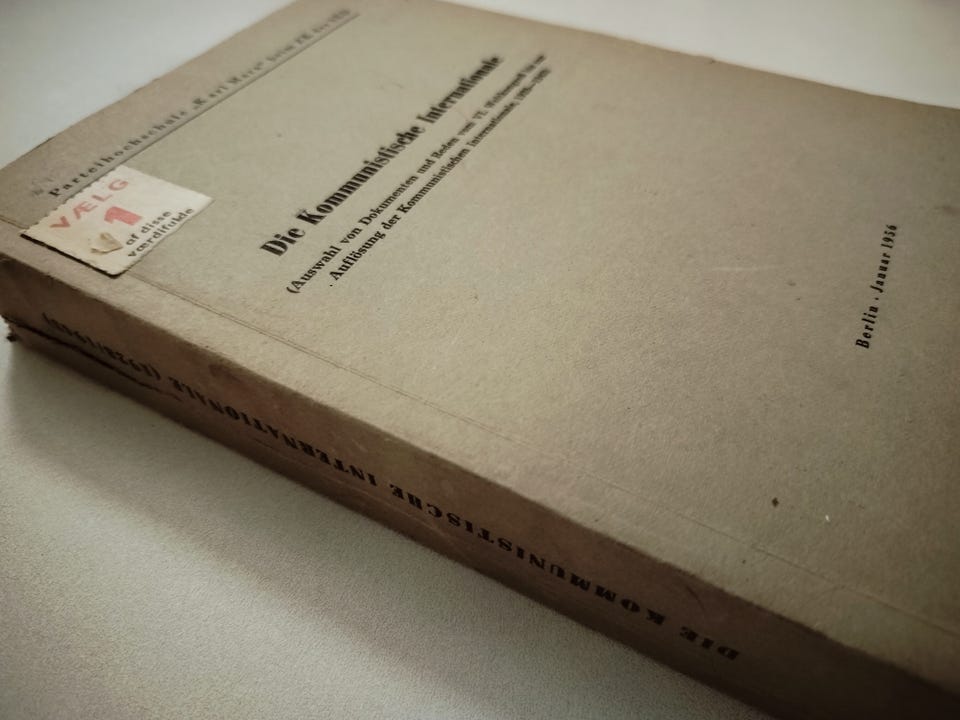 Parteihochschule „Karl Marx“ beim ZK der SED
VÆLG
1
af disse
værdifulde
Die Kommunistische Internationale
(Auswahl von Dokumenten und Reden vom VI. Weltkongreß bis zur
Auflösung der Kommunistischen Internationale
Berlin · Januar 1956
DIE KOMMUNISTISCHE INTERNATIONALE (1928/1943)